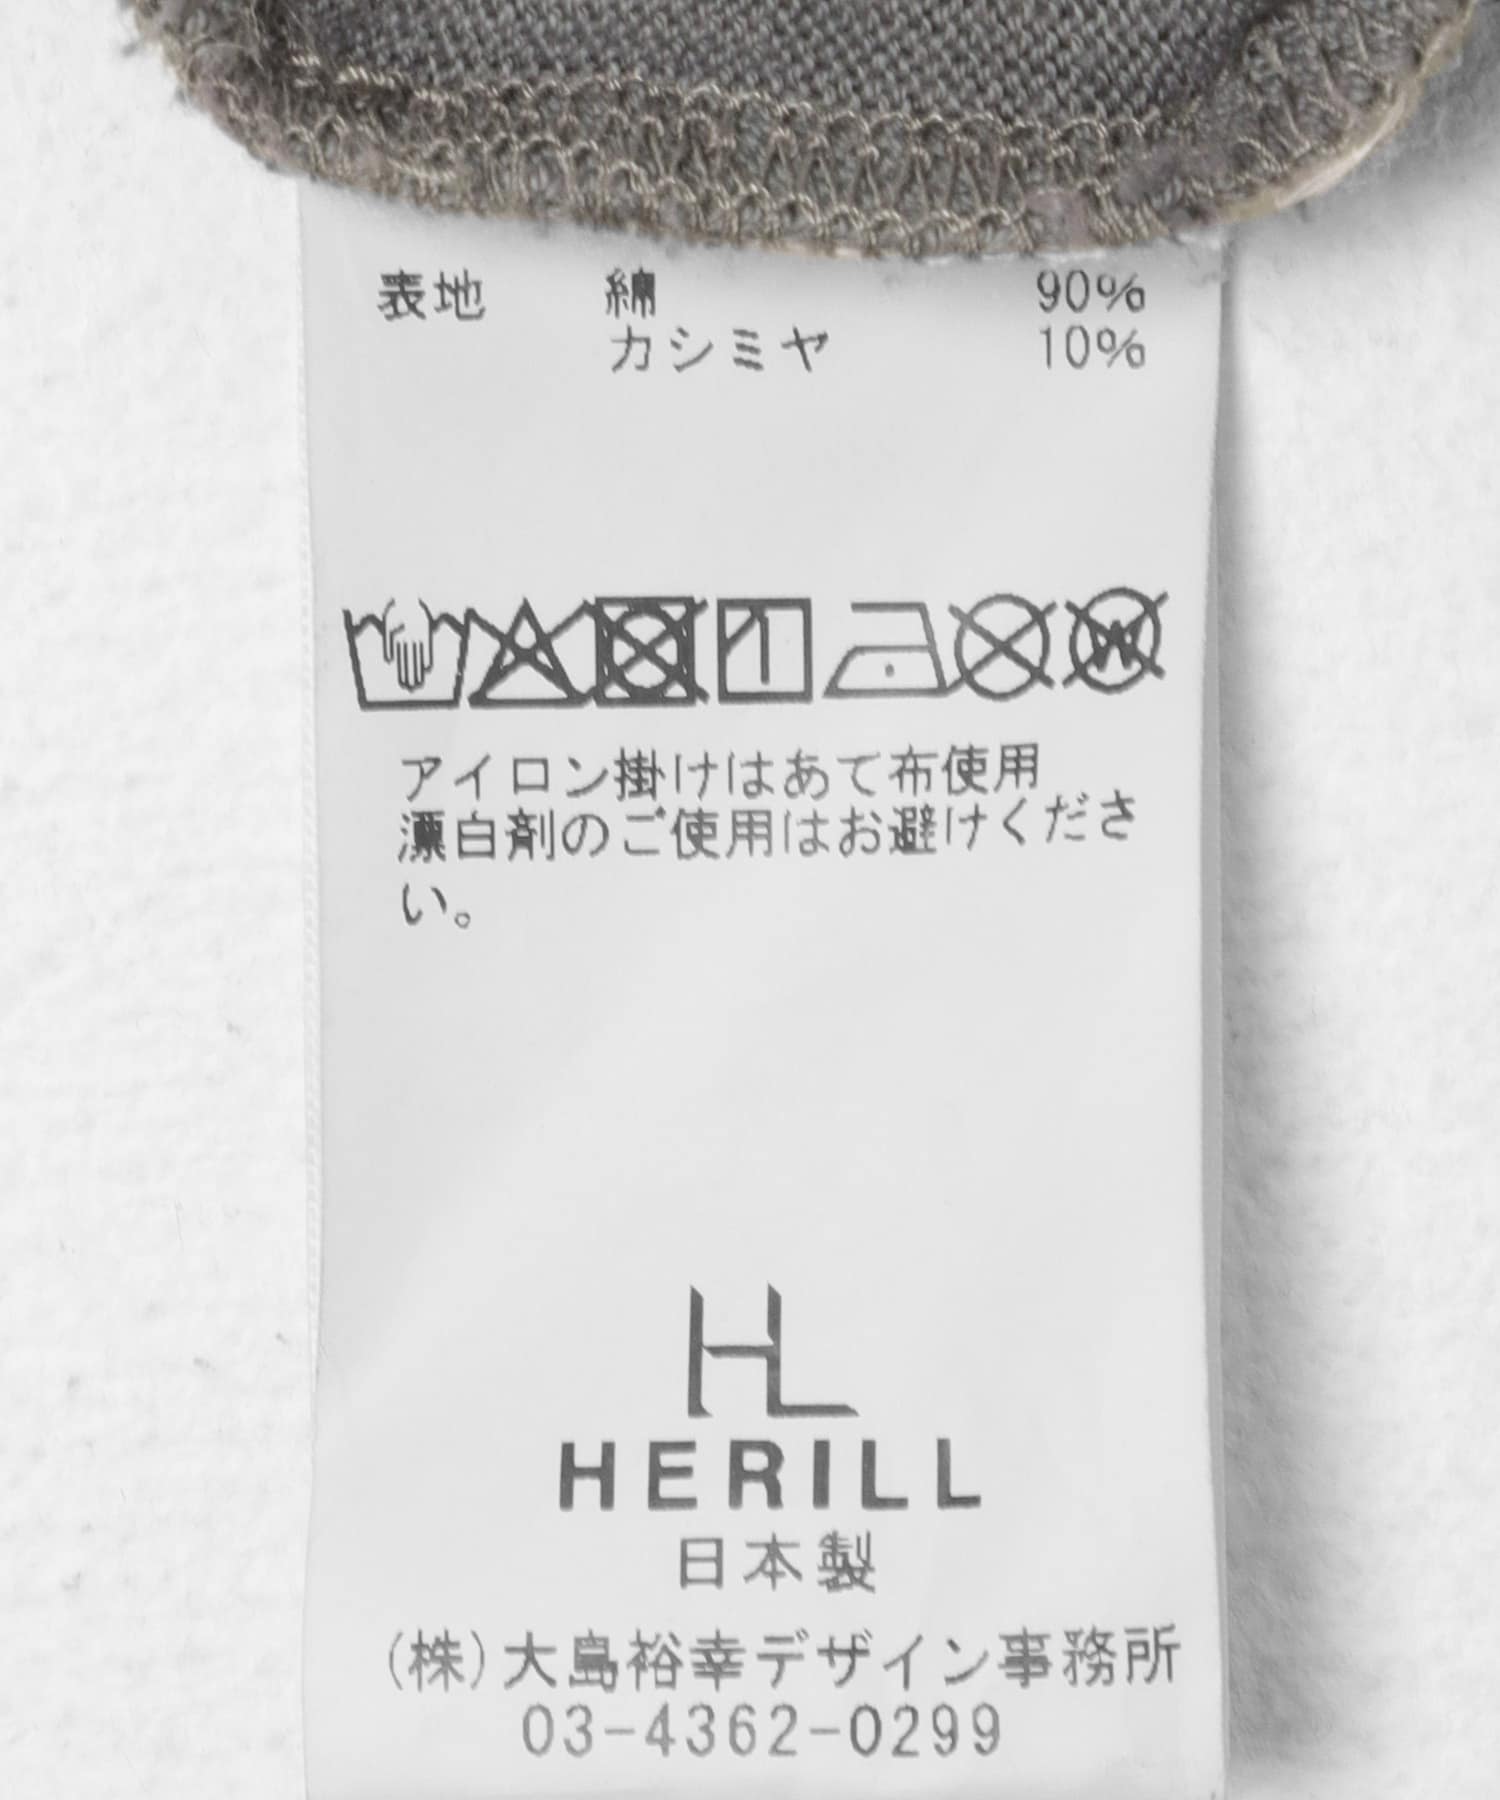 表地 綿 90%
カシミヤ 10%
アイロン掛けはあて布使用
漂白剤のご使用はお避けくださ
い。
HL
HERILL
日本製
(株)大島裕幸デザイン事務所
03-4362-0299